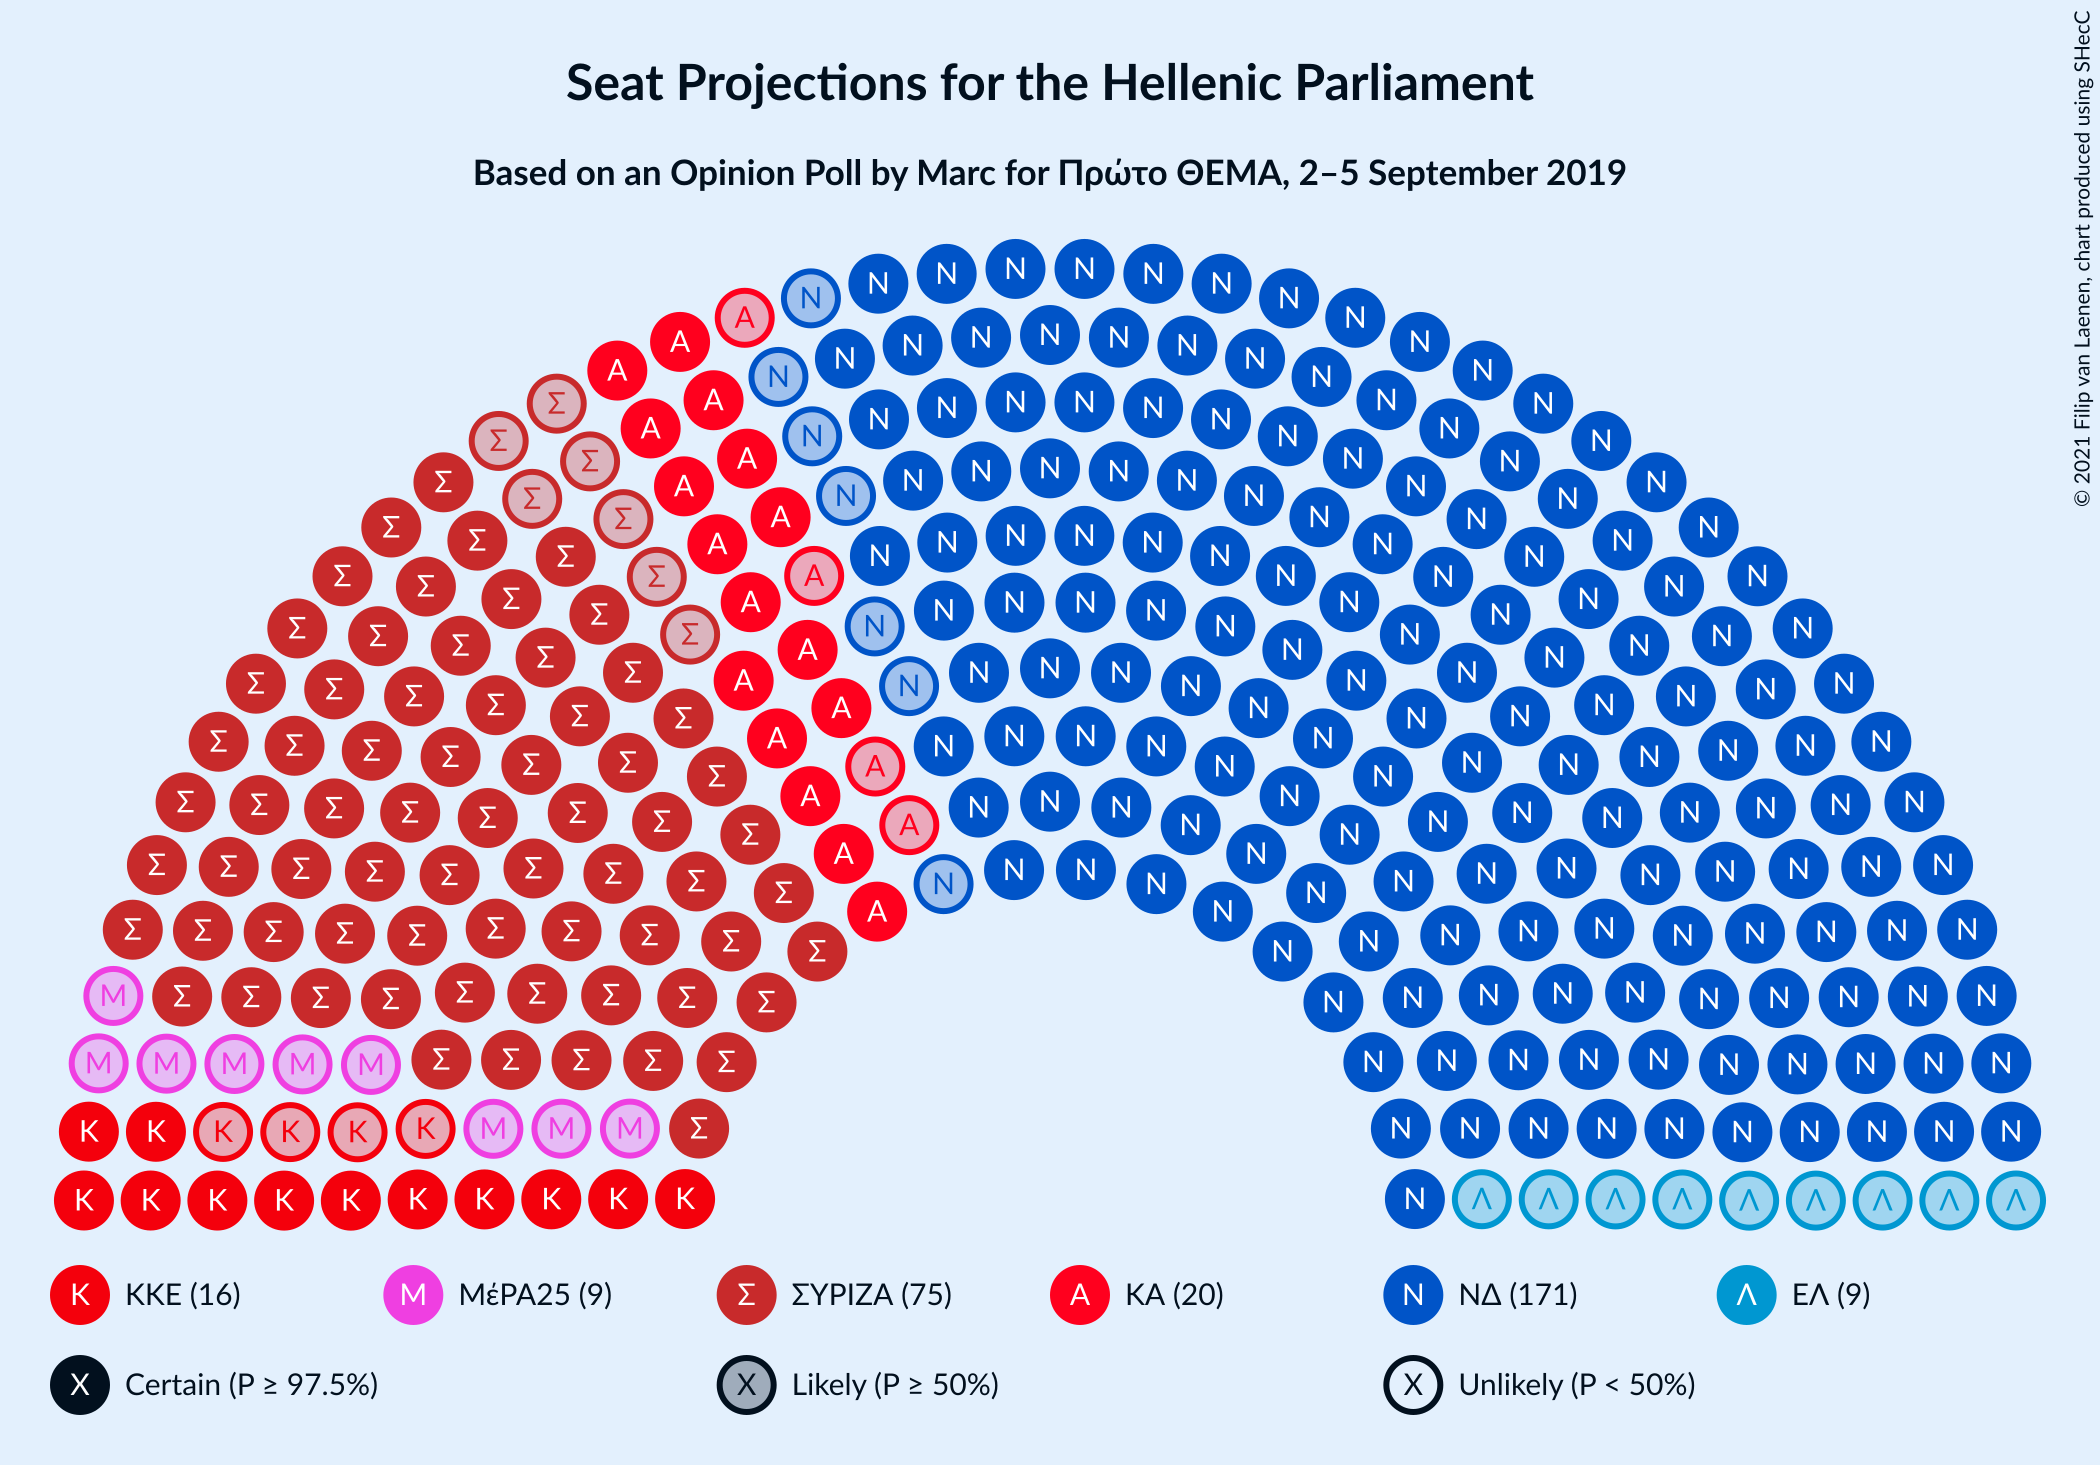 Seat Projections for the Hellenic Parliament
Based on an Opinion Poll by Marc for Πρώτο ΘΕΜΑ, 2–5 September 2019
© 2021 Filip van Laenen, chart produced using SHecC
Κ ΚΚΕ (16) Μ ΜέΡΑ25 (9) Σ ΣΥΡΙΖΑ (75) Α ΚΑ (20) Ν ΝΔ (171) Λ ΕΛ (9)
X Certain (P ≥ 97.5%) X Likely (P ≥ 50%) X Unlikely (P < 50%)